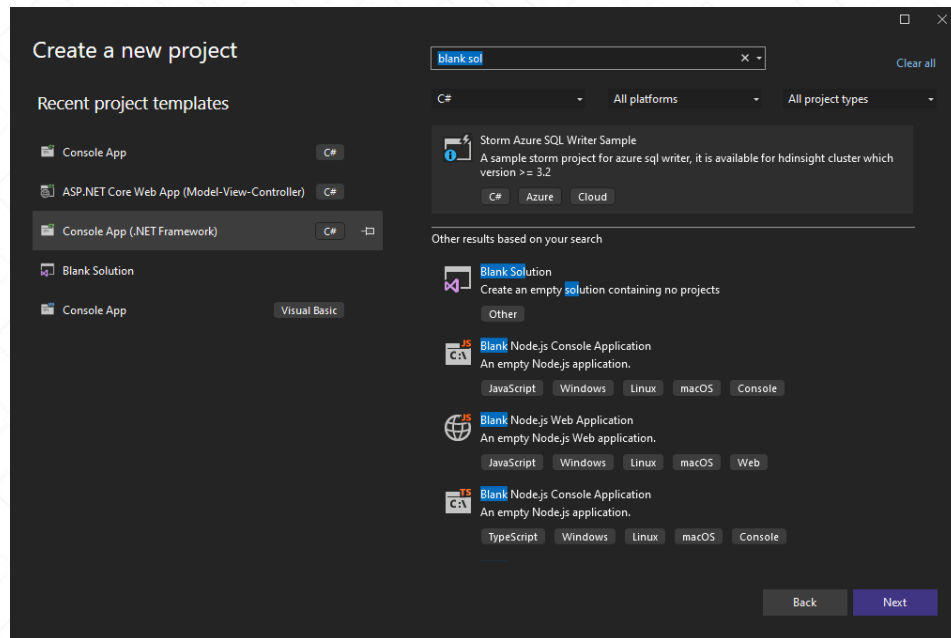 Create a new project
Recent project templates
Console App
C#
ASP.NET Core Web App (Model-View-Controller)
C#
Console App (.NET Framework)
C#
Blank Solution
Console App
Visual Basic
blank sol
Clear all
C#
All platforms
All project types
Storm Azure SQL Writer Sample
A sample storm project for azure sql writer, it is available for hdinsight cluster which
version >= 3.2
C# Azure Cloud
Other results based on your search
Blank Solution
Create an empty solution containing no projects
Other
JS
C:\
Blank Node.js Console Application
An empty Node.js application.
JavaScript Windows Linux macOS Console
JS
Blank Node.js Web Application
An empty Node.js Web application.
JavaScript Windows Linux macOS Web
TS
C:\
Blank Node.js Console Application
An empty Node.js application.
TypeScript Windows Linux macOS Console
Back
Next